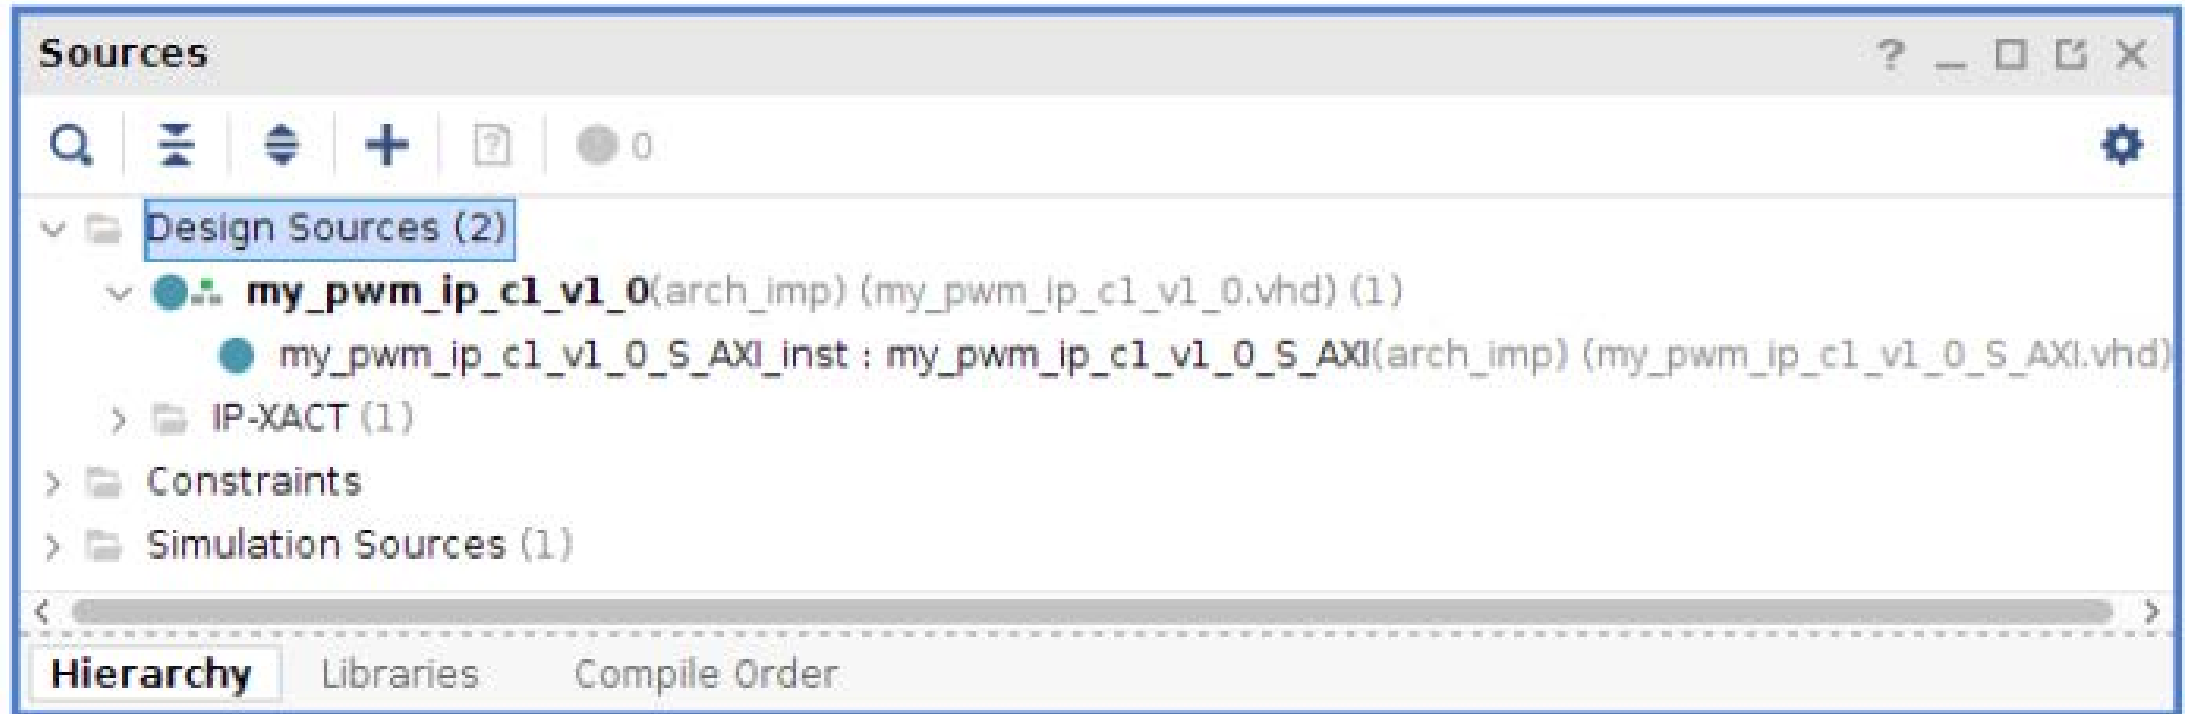 Sources
0
Design Sources (2)
my_pwm_ip_c1_v1_0(arch_imp) (my_pwm_ip_c1_v1_0.vhd) (1)
my_pwm_ip_c1_v1_0_S_AXI_inst : my_pwm_ip_c1_v1_0_S_AXI(arch_imp) (my_pwm_ip_c1_v1_0_S_AXI.vhd)
IP-XACT (1)
Constraints
Simulation Sources (1)
Hierarchy Libraries Compile Order